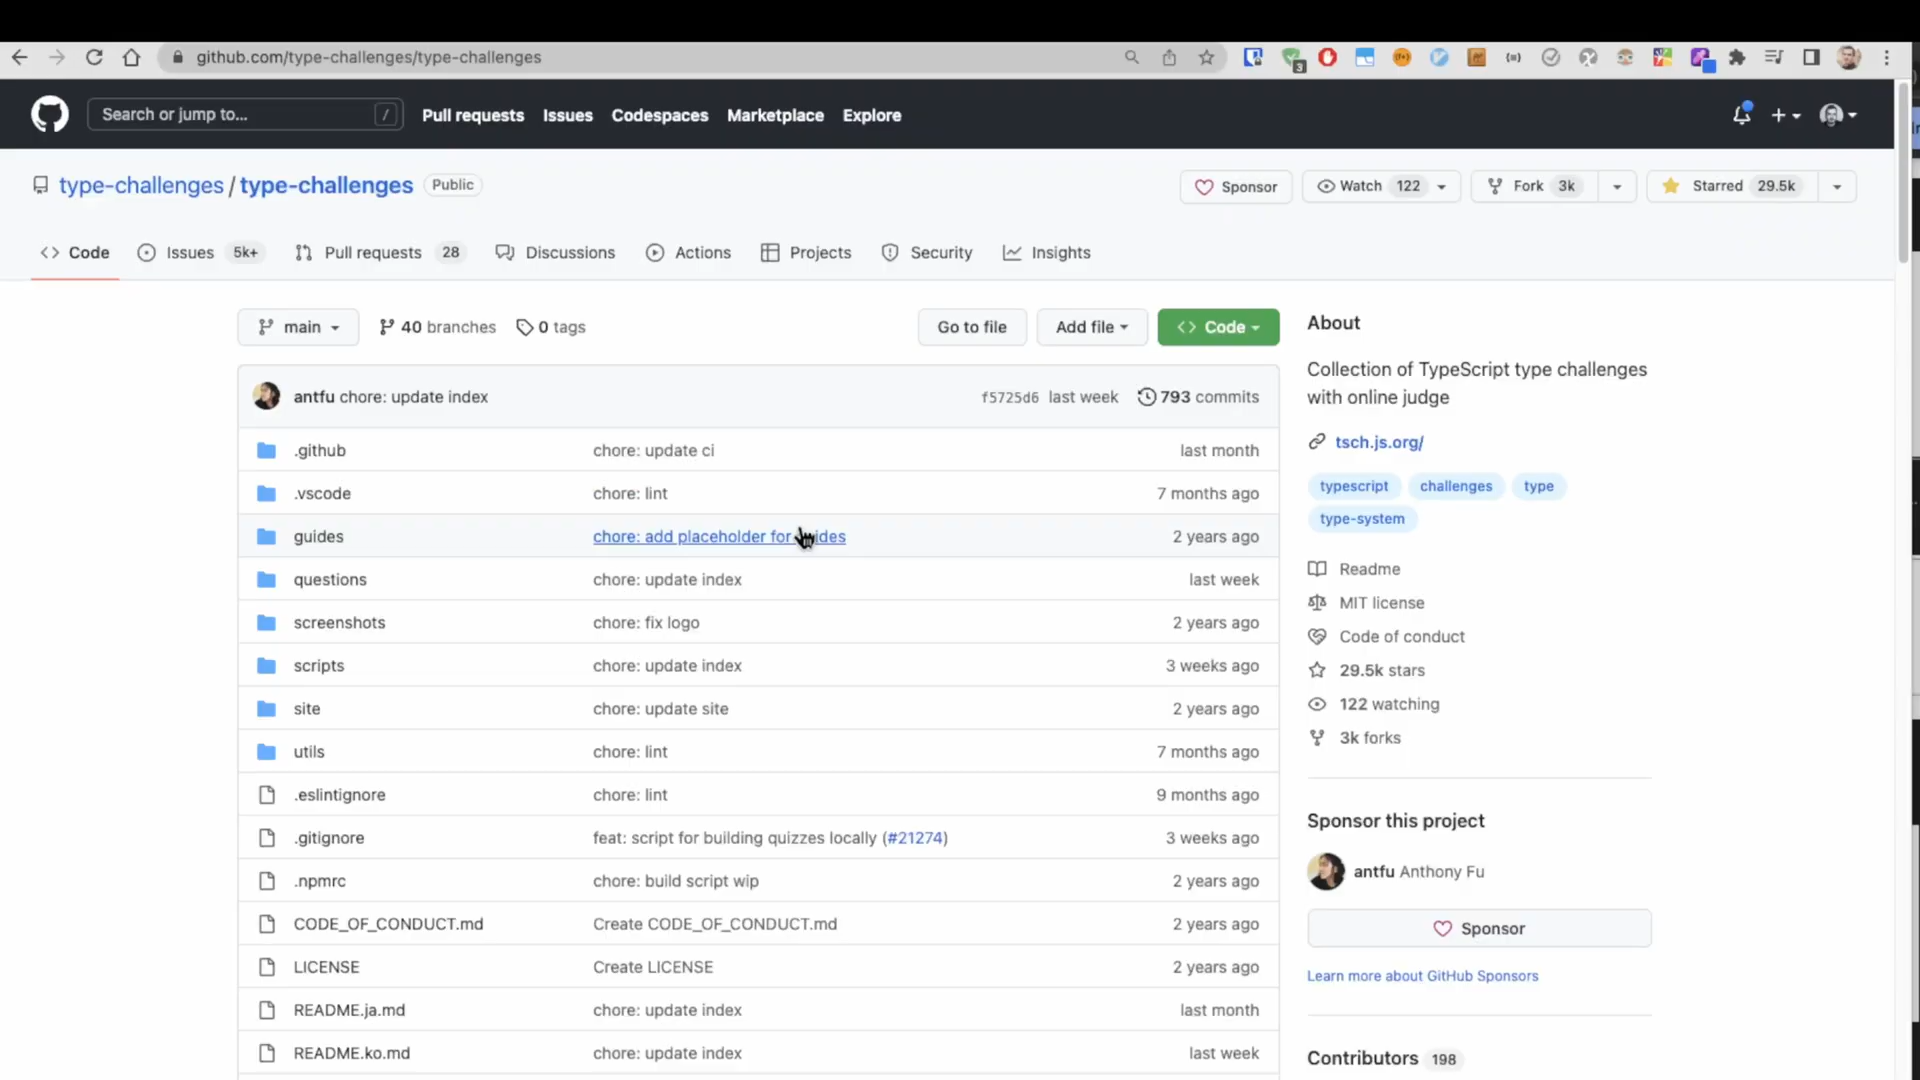 github.com/type-challenges/type-challenges
3
Search or jump to... /
Pull requests Issues Codespaces Marketplace Explore
type-challenges / type-challenges Public
Sponsor
Watch 122
Fork 3k
Starred 29.5k
Code
Issues 5k+
Pull requests 28
Discussions
Actions
Projects
Security
Insights
main
40 branches
0 tags
Go to file
Add file
Code
antfu chore: update index f5725d6 last week 793 commits
.github chore: update ci last month
.vscode chore: lint 7 months ago
guides chore: add placeholder for 2 years ago
questions chore: update index last week
screenshots chore: fix logo 2 years ago
scripts chore: update index 3 weeks ago
site chore: update site 2 years ago
utils chore: lint 7 months ago
.eslintignore chore: lint 9 months ago
.gitignore feat: script for building quizzes locally (#21274) 3 weeks ago
.npmrc chore: build script wip 2 years ago
CODE_OF_CONDUCT.md Create CODE_OF_CONDUCT.md 2 years ago
LICENSE Create LICENSE 2 years ago
README.ja.md chore: update index last month
README.ko.md chore: update index last week
About
Collection of TypeScript type challenges
with online judge
tsch.js.org/
typescript challenges type
type-system
Readme
MIT license
Code of conduct
29.5k stars
122 watching
3k forks
Sponsor this project
antfu Anthony Fu
Sponsor
Learn more about GitHub Sponsors
Contributors 198